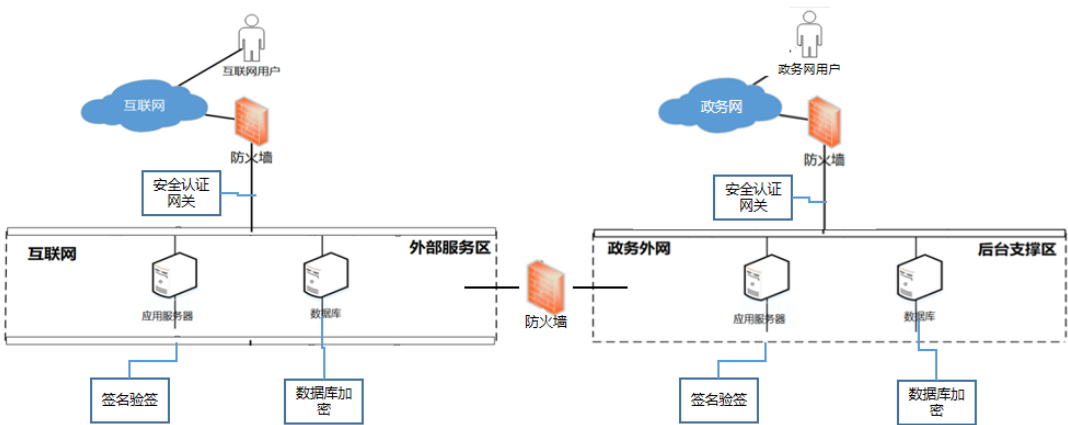 互联网用户
政务网用户
互联网
政务网
防火墙
防火墙
安全认证
网关
安全认证
网关
互联网
外部服务区
政务外网
后台支撑区
应用服务器
数据库
防火墙
应用服务器
数据库
签名验签
数据库加
密
签名验签
数据库加
密